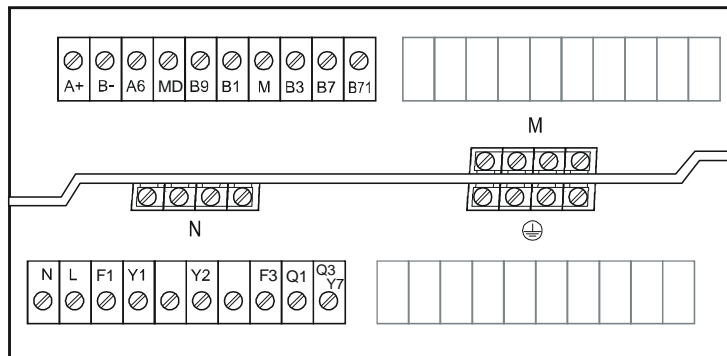 A+ B- A6 MD B9 B1 M B3 B7 B71
M
N
N L F1 Y1 Y2 F3 Q1 Q3
Y7